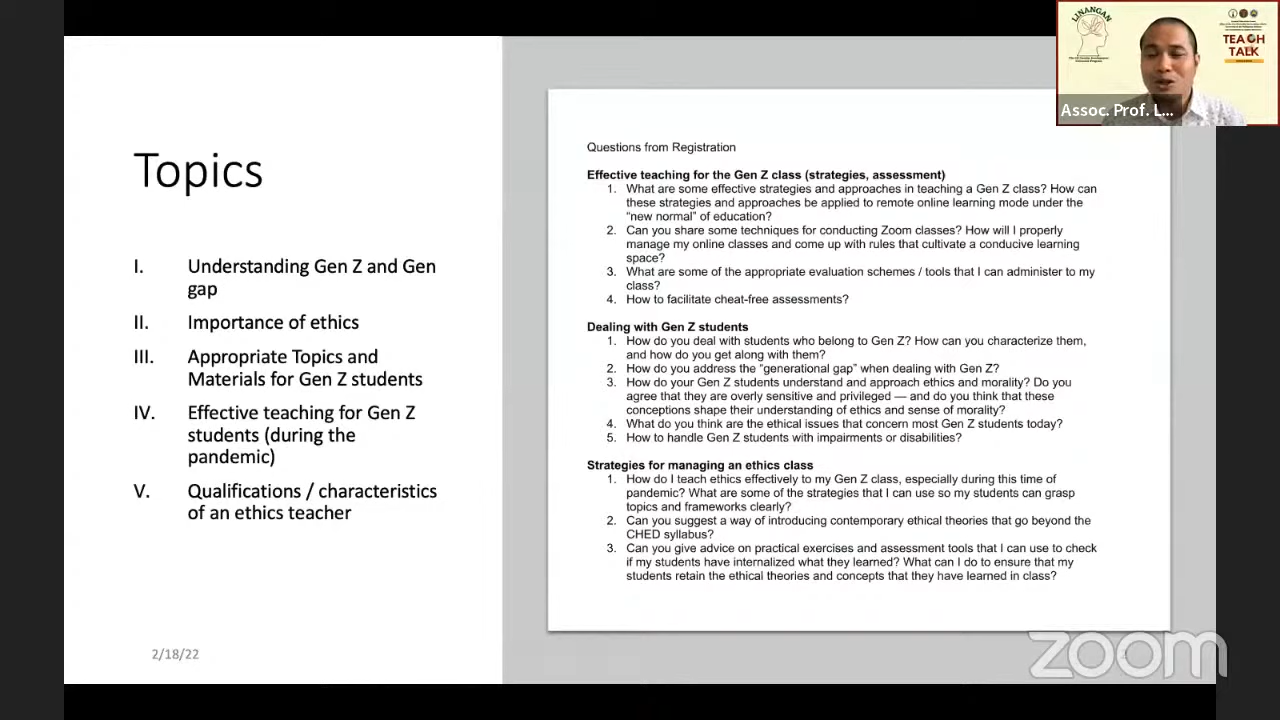 Topics
I. Understanding Gen Z and Gen
gap
II. Importance of ethics
III. Appropriate Topics and
Materials for Gen Z students
IV. Effective teaching for Gen Z
students (during the
pandemic)
V. Qualifications / characteristics
of an ethics teacher
2/18/22
Questions from Registration
Effective teaching for the Gen Z class (strategies, assessment)
1. What are some effective strategies and approaches in teaching a Gen Z class? How can
these strategies and approaches be applied to remote online learning mode under the
“new normal” of education?
2. Can you share some techniques for conducting Zoom classes? How will I properly
manage my online classes and come up with rules that cultivate a conducive learning
space?
3. What are some of the appropriate evaluation schemes / tools that I can administer to my
class?
4. How to facilitate cheat-free assessments?
Dealing with Gen Z students
1. How do you deal with students who belong to Gen Z? How can you characterize them,
and how do you get along with them?
2. How do you address the “generational gap” when dealing with Gen Z?
3. How do your Gen Z students understand and approach ethics and morality? Do you
agree that they are overly sensitive and privileged — and do you think that these
conceptions shape their understanding of ethics and sense of morality?
4. What do you think are the ethical issues that concern most Gen Z students today?
5. How to handle Gen Z students with impairments or disabilities?
Strategies for managing an ethics class
1. How do I teach ethics effectively to my Gen Z class, especially during this time of
pandemic? What are some of the strategies that I can use so my students can grasp
topics and frameworks clearly?
2. Can you suggest a way of introducing contemporary ethical theories that go beyond the
CHED syllabus?
3. Can you give advice on practical exercises and assessment tools that I can use to check
if my students have internalized what they learned? What can I do to ensure that my
students retain the ethical theories and concepts that they have learned in class?
LINANGAN
TEACH
TALK
Assoc. Prof. L...
zoom